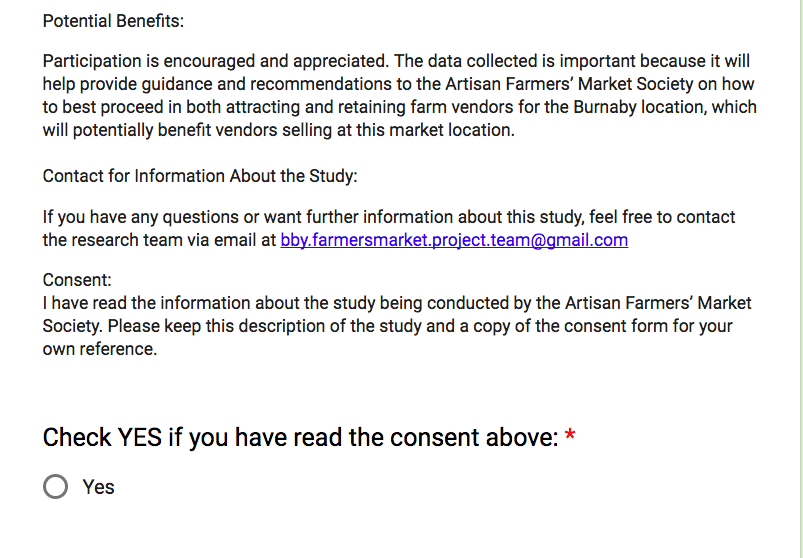 Potential Benefits:
Participation is encouraged and appreciated. The data collected is important because it will
help provide guidance and recommendations to the Artisan Farmers’ Market Society on how
to best proceed in both attracting and retaining farm vendors for the Burnaby location, which
will potentially benefit vendors selling at this market location.
Contact for Information About the Study:
If you have any questions or want further information about this study, feel free to contact
the research team via email at bby.farmersmarket.project.team@gmail.com
Consent:
I have read the information about the study being conducted by the Artisan Farmers’ Market
Society. Please keep this description of the study and a copy of the consent form for your
own reference.
Check YES if you have read the consent above: *
Yes